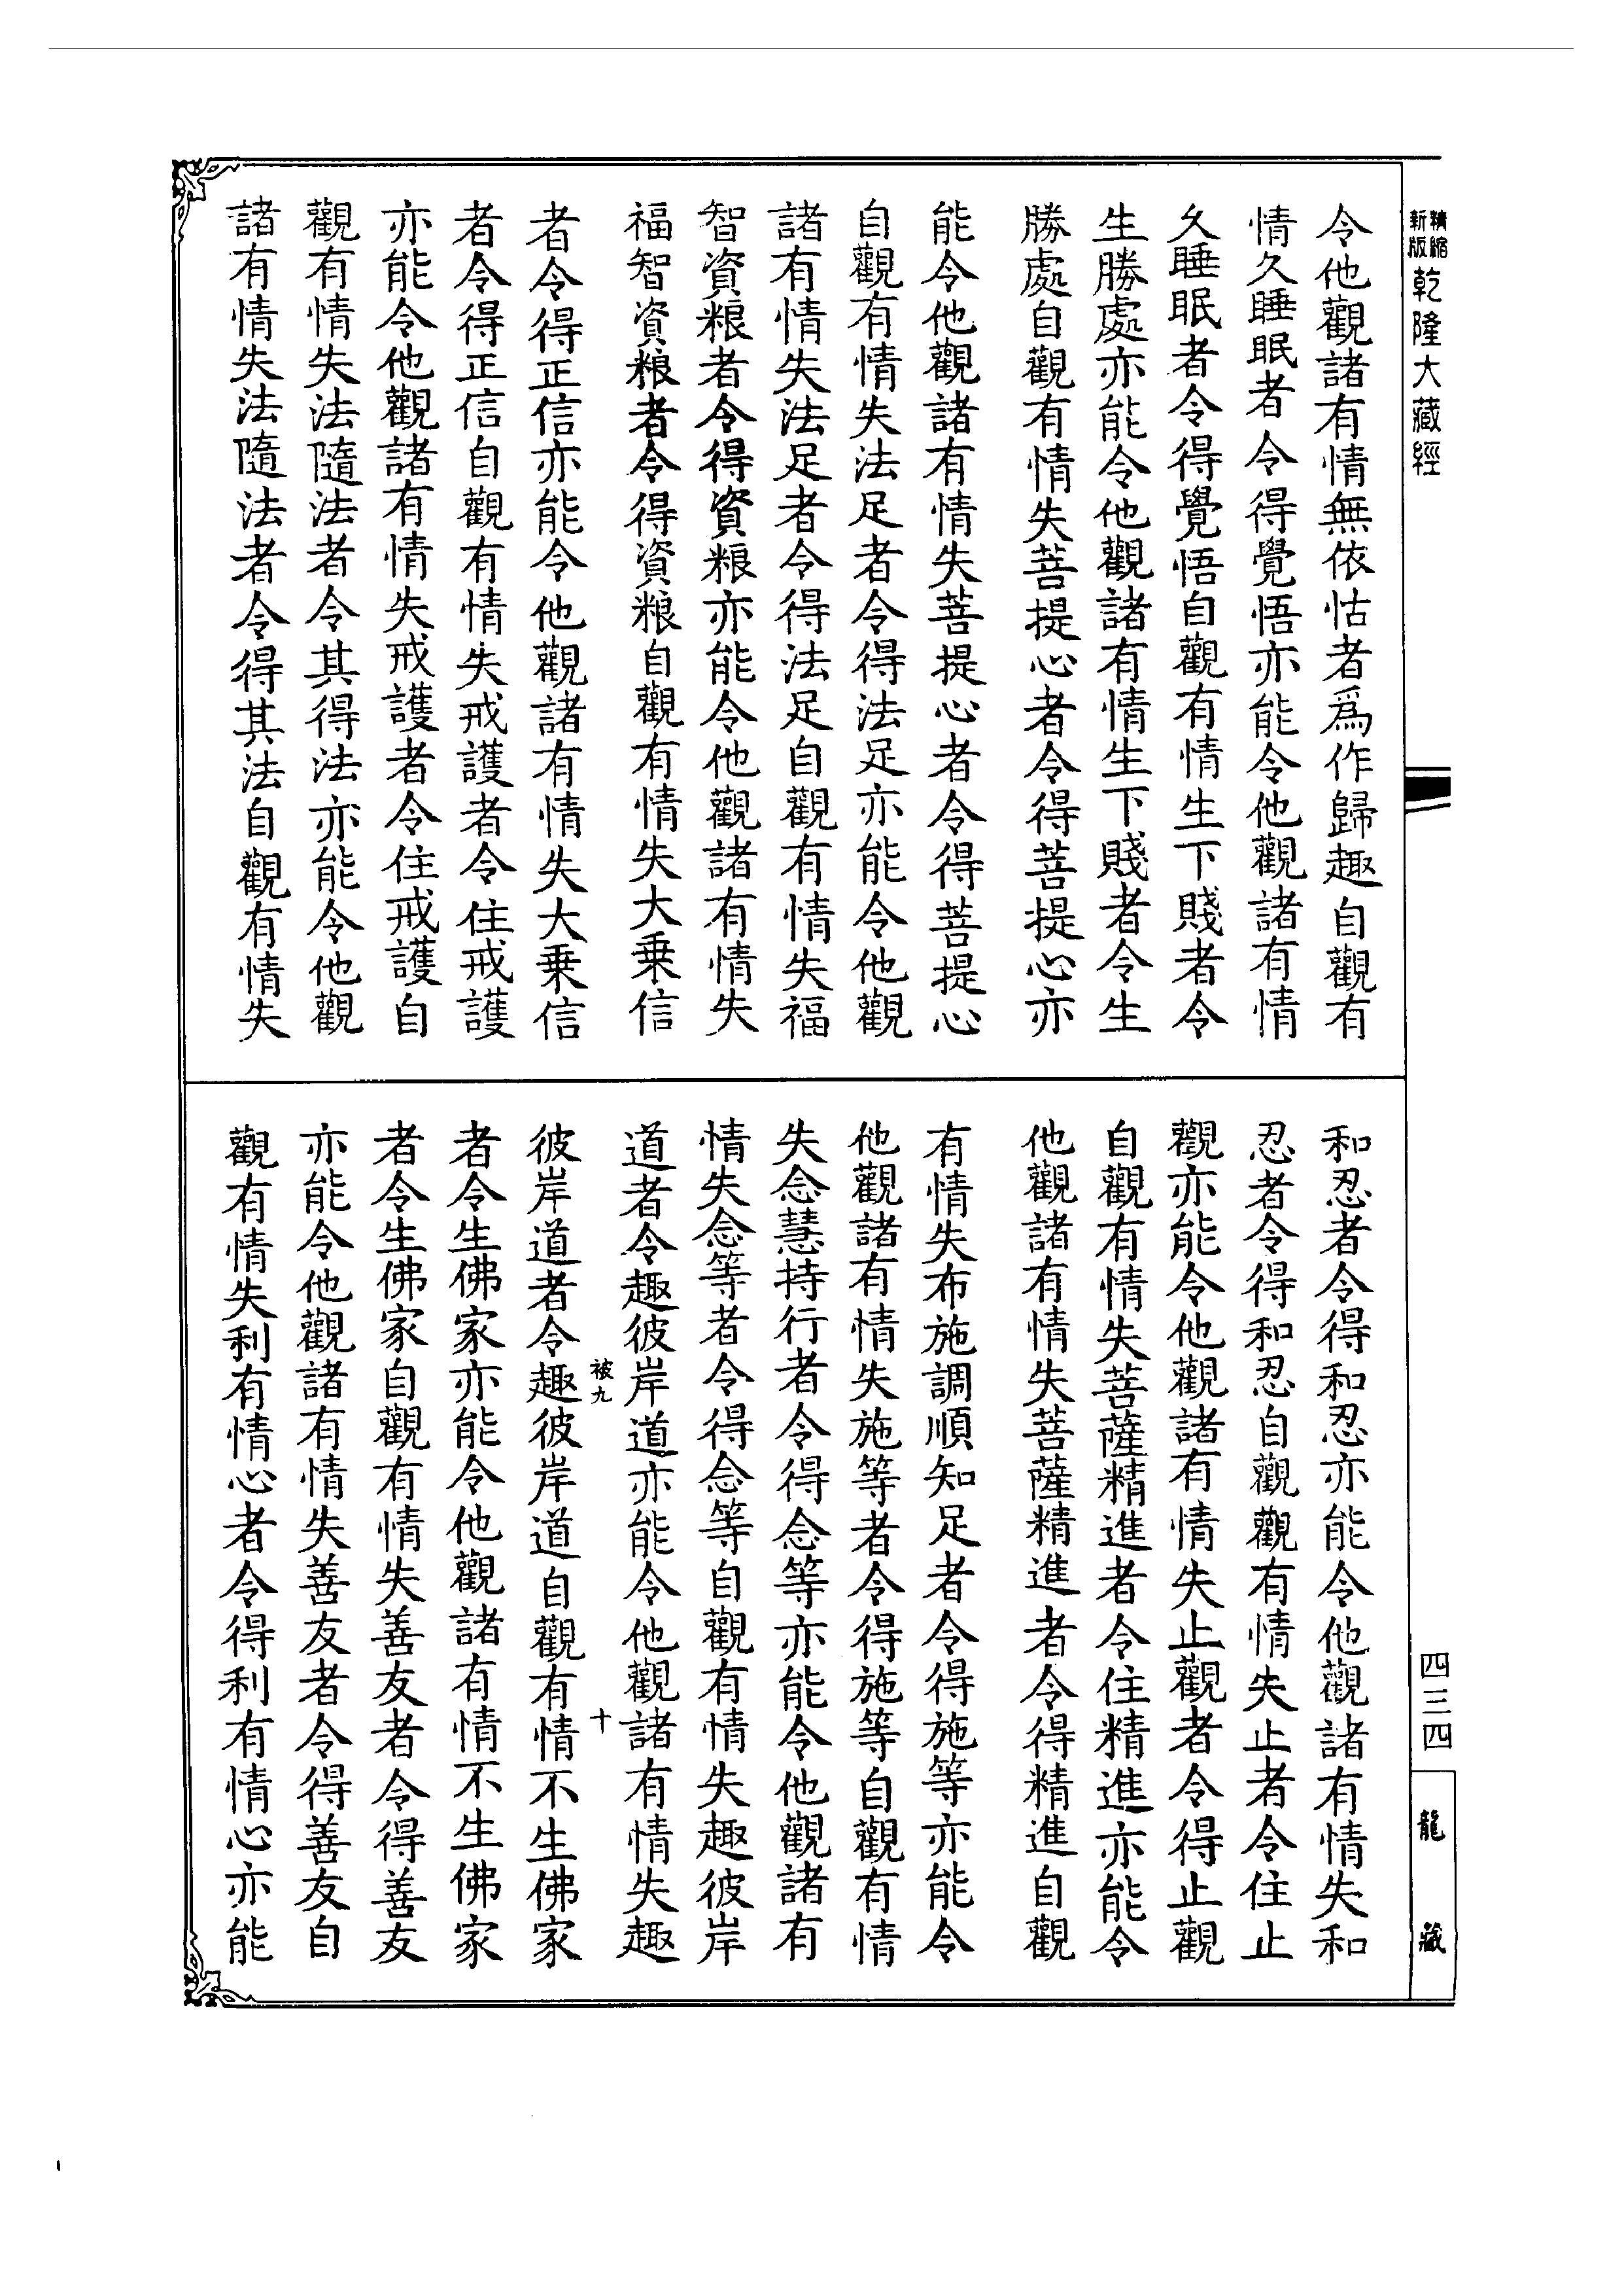 精縮
新版
乾隆大藏經
令他觀諸有情無依怙者爲作歸趣自觀有
情久睡眠者令得覺悟亦能令他觀諸有情
久睡眠者令得覺悟自觀有情生下賤者令
生勝處亦能令他觀諸有情生下賤者令生
勝處自觀有情失菩提心者令得菩提心亦
能令他觀諸有情失菩提心者令得菩提心
自觀有情失法足者令得法足亦能令他觀
諸有情失法足者令得法足自觀有情失福
智資粮者令得資粮亦能令他觀諸有情失
福智資粮者令得資粮自觀有情失大乗信
者令得正信亦能令他觀諸有情失大乗信
者令得正信自觀有情失戒護者令住戒護
亦能令他觀諸有情失戒護者令住戒護自
觀有情失法隨法者令其得法亦能令他觀
諸有情失法隨法者令得其法自觀有情失
和忍者令得和忍亦能令他觀諸有情失和
忍者令得和忍自觀觀有情失止者令住止
觀亦能令他觀諸有情失止觀者令得止觀
自觀有情失菩薩精進者令住精進亦能令
他觀諸有情失菩薩精進者令得精進自觀
有情失布施調順知足者令得施等亦能令
他觀諸有情失施等者令得施等自觀有情
失念慧持行者令得念等亦能令他觀諸有
情失念等者令得念等自觀有情失趣彼岸
道者令趣彼岸道亦能令他觀諸有情失趣
被九
十
彼岸道者令趣彼岸道自觀有情不生佛家
者令生佛家亦能令他觀諸有情不生佛家
者令生佛家自觀有情失善友者令得善友
亦能令他觀諸有情失善友者令得善友自
觀有情失利有情心者令得利有情心亦能
四三四
龍藏